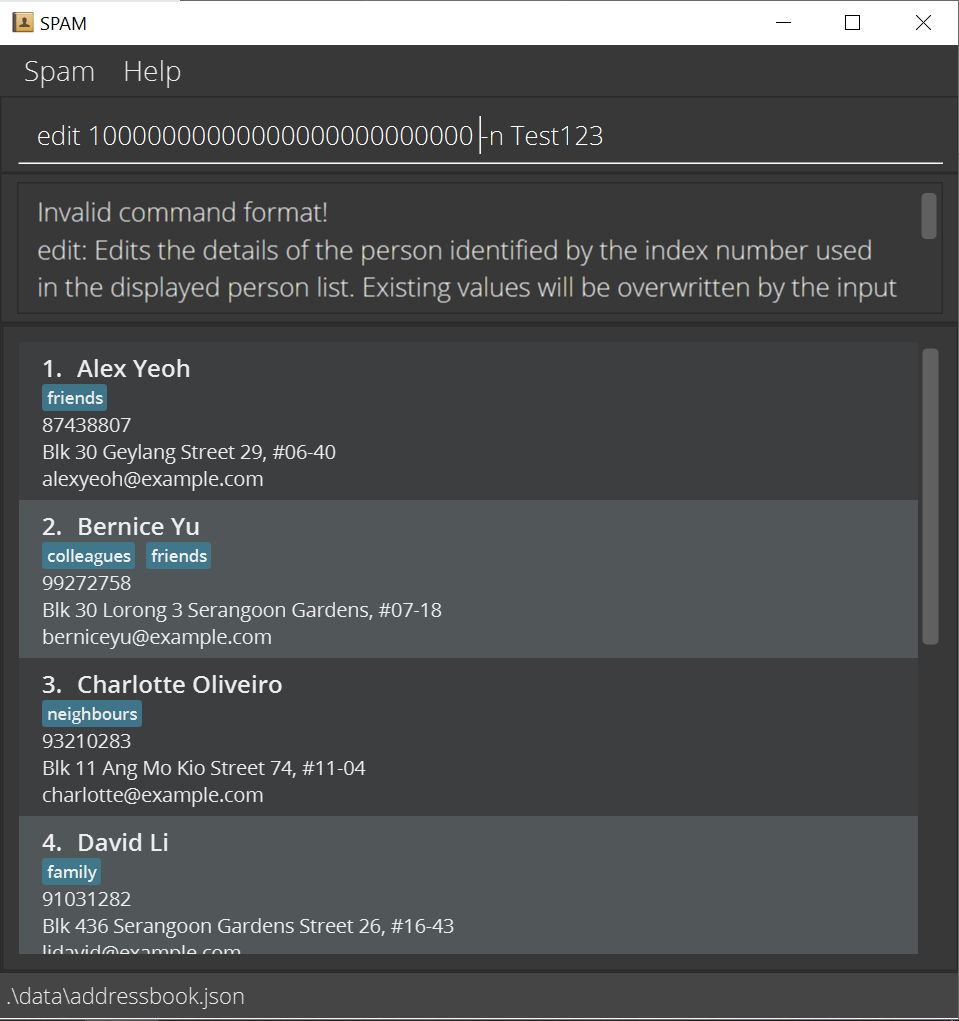 SPAM
Spam Help
edit 10000000000000000000000000 -n Test123
Invalid command format!
edit: Edits the details of the person identified by the index number used
in the displayed person list. Existing values will be overwritten by the input
1. Alex Yeoh
friends
87438807
Blk 30 Geylang Street 29, #06-40
alexyeoh@example.com
2. Bernice Yu
colleagues friends
99272758
Blk 30 Lorong 3 Serangoon Gardens, #07-18
berniceyu@example.com
3. Charlotte Oliveiro
neighbours
93210283
Blk 11 Ang Mo Kio Street 74, #11-04
charlotte@example.com
4. David Li
family
91031282
Blk 436 Serangoon Gardens Street 26, #16-43
lidavid@example.com
.\data\addressbook.json